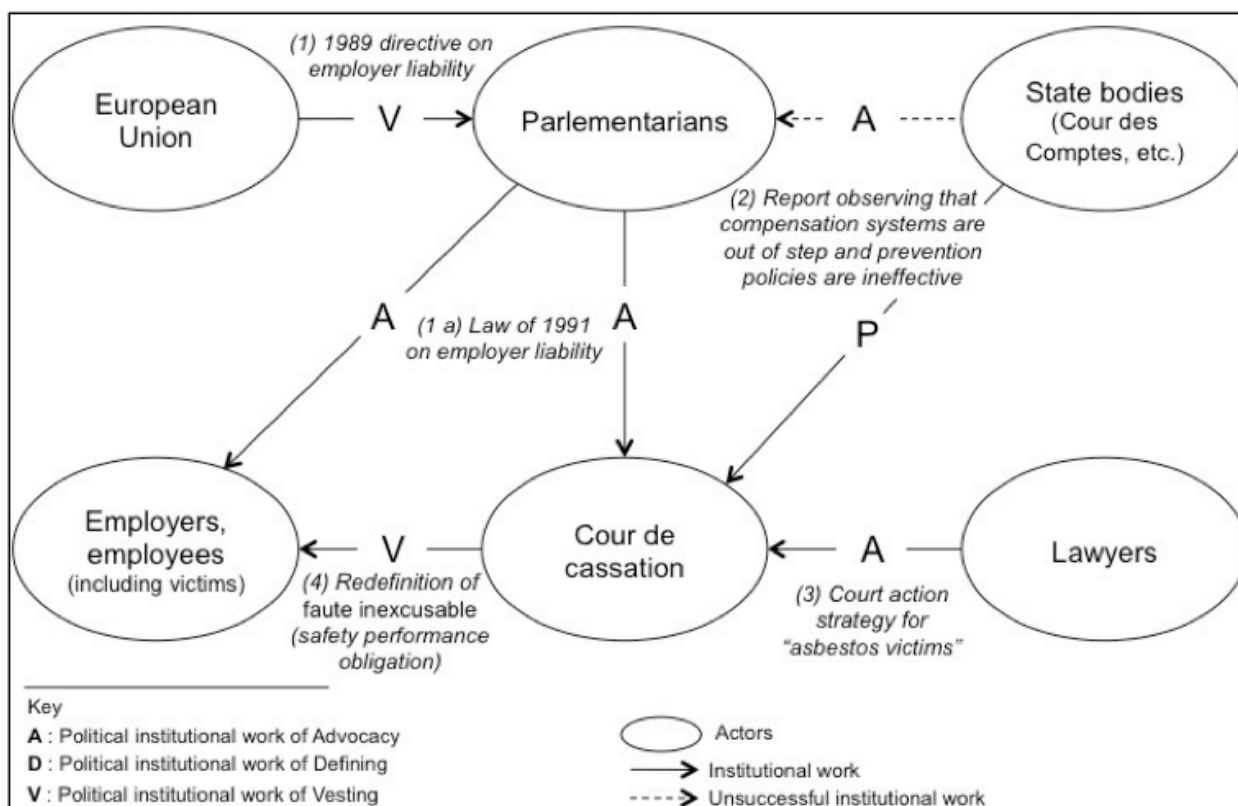 (1) 1989 directive on
employer liability
European
Union
V
Parlementarians
A
State bodies
(Cour des
Comptes, etc.)
(2) Report observing that
compensation systems are
out of step and prevention
policies are ineffective
A
(1 a) Law of 1991
on employer liability
A
P
Employers,
employees
(including victims)
V
(4) Redefinition of
faute inexcusable
(safety performance
obligation)
Cour de
cassation
A
(3) Court action
strategy for
“asbestos victims”
Lawyers
Key
A : Political institutional work of Advocacy
D : Political institutional work of Defining
V : Political institutional work of Vesting
Actors
Institutional work
Unsuccessful institutional work